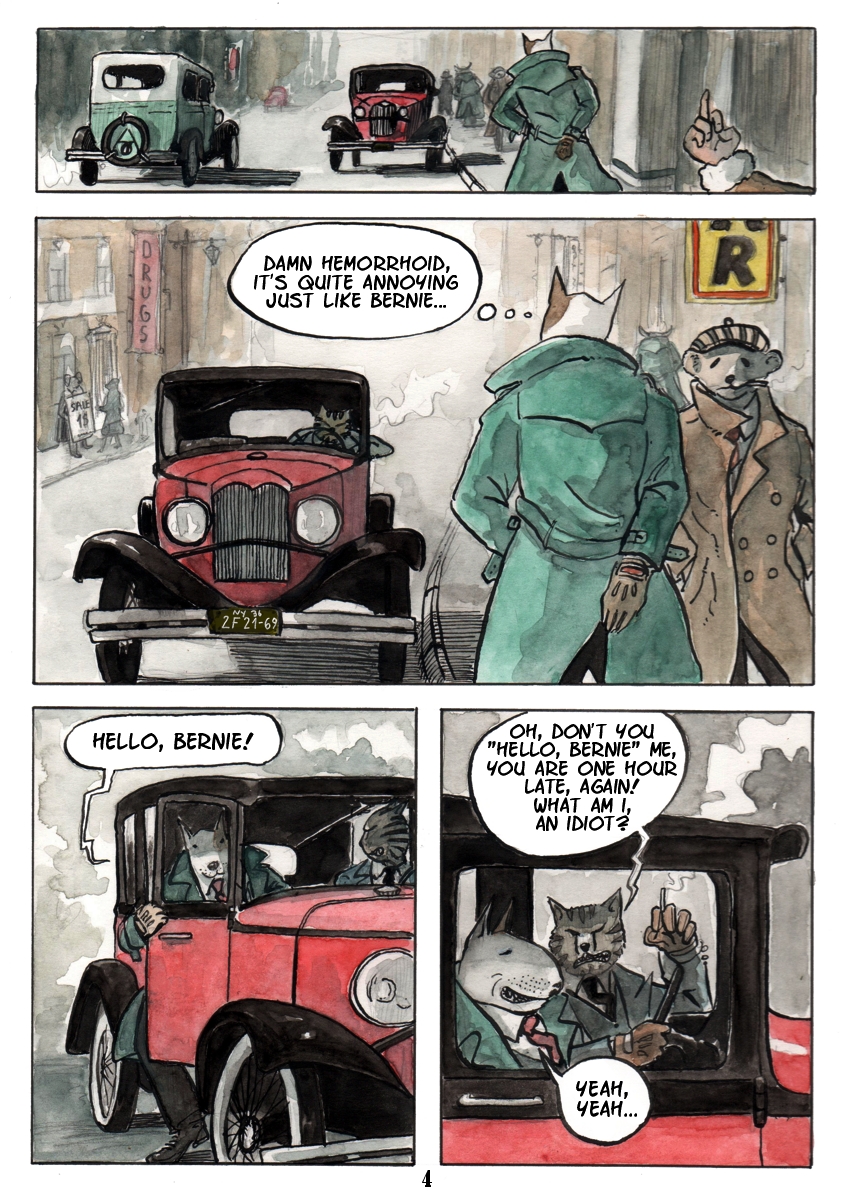 DAMN HEMORRHOID,
IT'S QUITE ANNOYING
JUST LIKE BERNIE...
DRUGS
R
SALE
1$
NY 36
2F 21-69
HELLO, BERNIE!
OH, DON'T YOU
"HELLO, BERNIE" ME,
YOU ARE ONE HOUR
LATE, AGAIN!
WHAT AM I,
AN IDIOT?
YEAH,
YEAH...
4